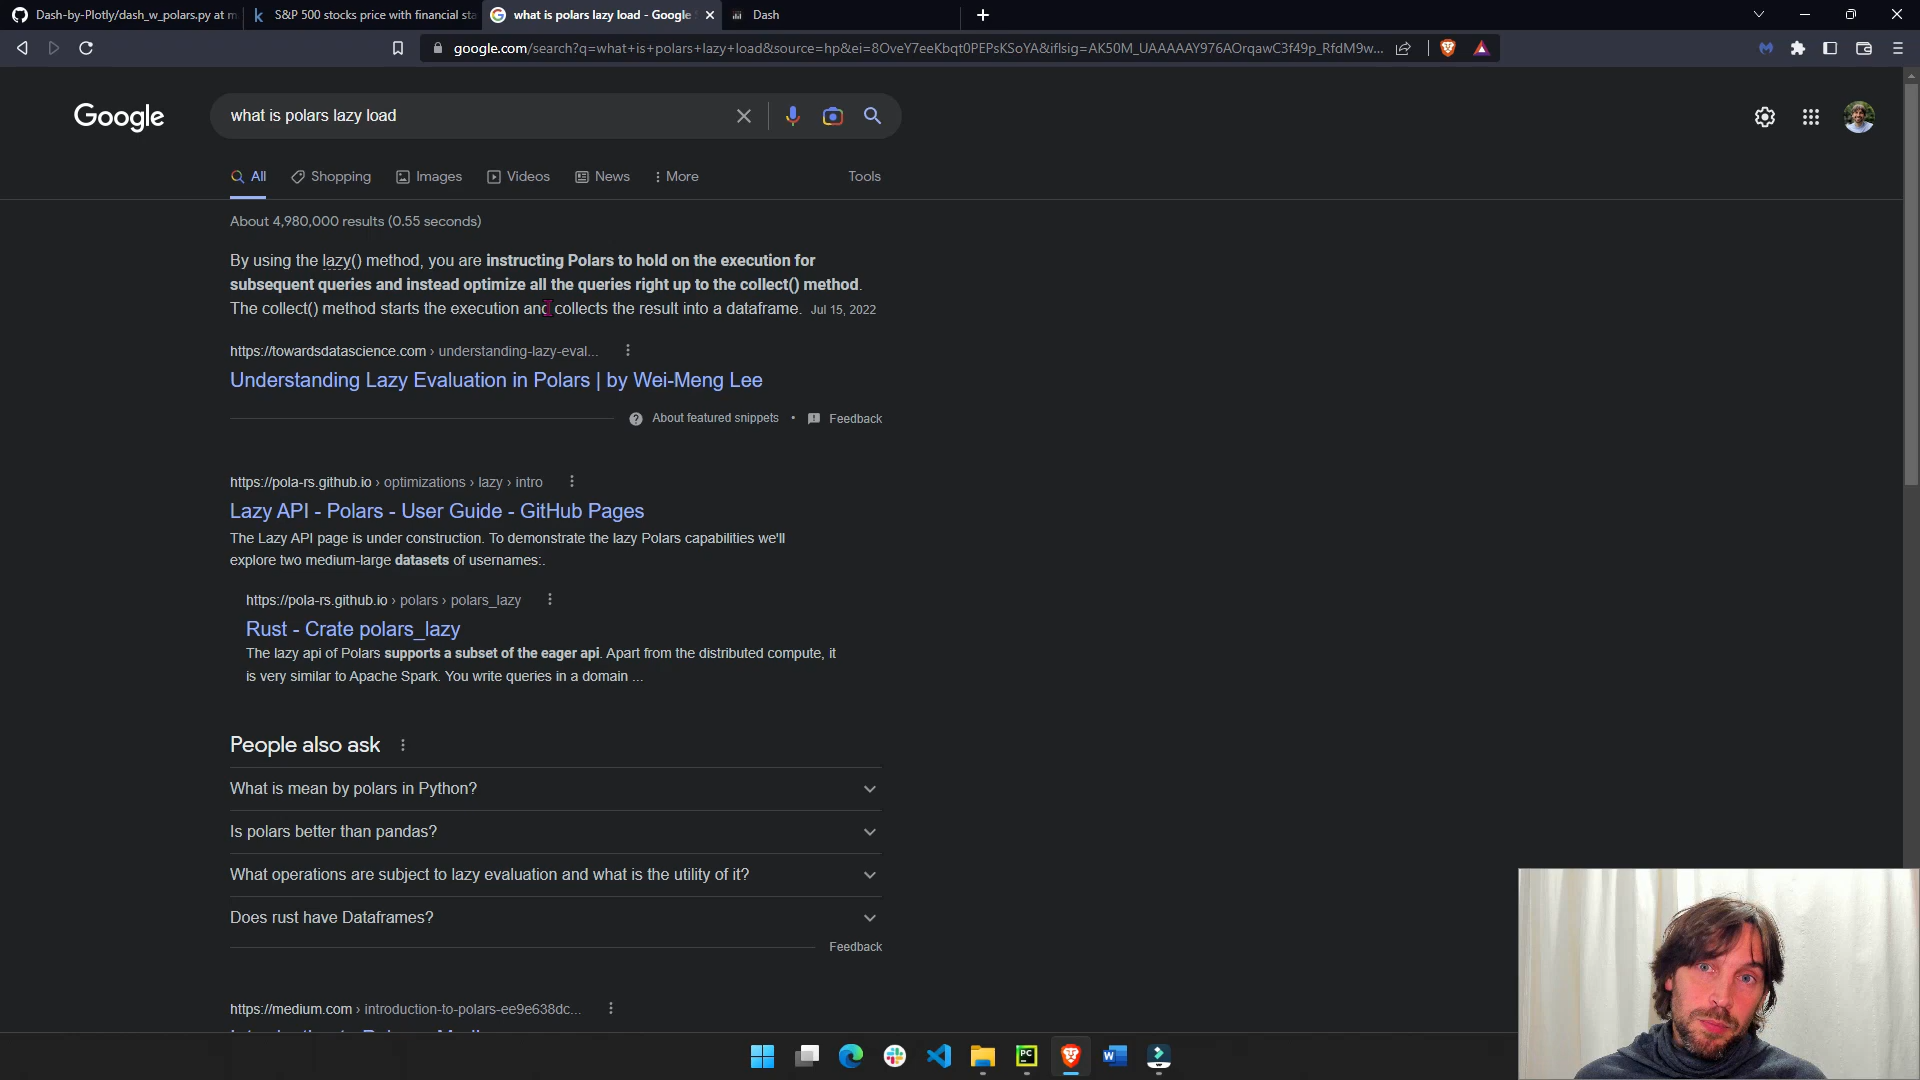 Dash-by-Plotly/dash_w_polars.py at m
S&P 500 stocks price with financial sta
what is polars lazy load - Google
Dash
google.com/search?q=what+is+polars+lazy+load&source=hp&ei=8OveY7eeKbqt0PEPsKSoYA&iflsig=AK50M_UAAAAAY976AOrqawC3f49p_RfdM9w...
Google
what is polars lazy load
All
Shopping
Images
Videos
News
More
Tools
About 4,980,000 results (0.55 seconds)
By using the lazy() method, you are instructing Polars to hold on the execution for
subsequent queries and instead optimize all the queries right up to the collect() method.
The collect() method starts the execution and collects the result into a dataframe. Jul 15, 2022
https://towardsdatascience.com › understanding-lazy-eval...
Understanding Lazy Evaluation in Polars | by Wei-Meng Lee
About featured snippets • Feedback
https://pola-rs.github.io › optimizations › lazy › intro
Lazy API - Polars - User Guide - GitHub Pages
The Lazy API page is under construction. To demonstrate the lazy Polars capabilities we'll
explore two medium-large datasets of usernames:.
https://pola-rs.github.io › polars › polars_lazy
Rust - Crate polars_lazy
The lazy api of Polars supports a subset of the eager api. Apart from the distributed compute, it
is very similar to Apache Spark. You write queries in a domain ...
People also ask
What is mean by polars in Python?
Is polars better than pandas?
What operations are subject to lazy evaluation and what is the utility of it?
Does rust have Dataframes?
Feedback
https://medium.com › introduction-to-polars-ee9e638dc...